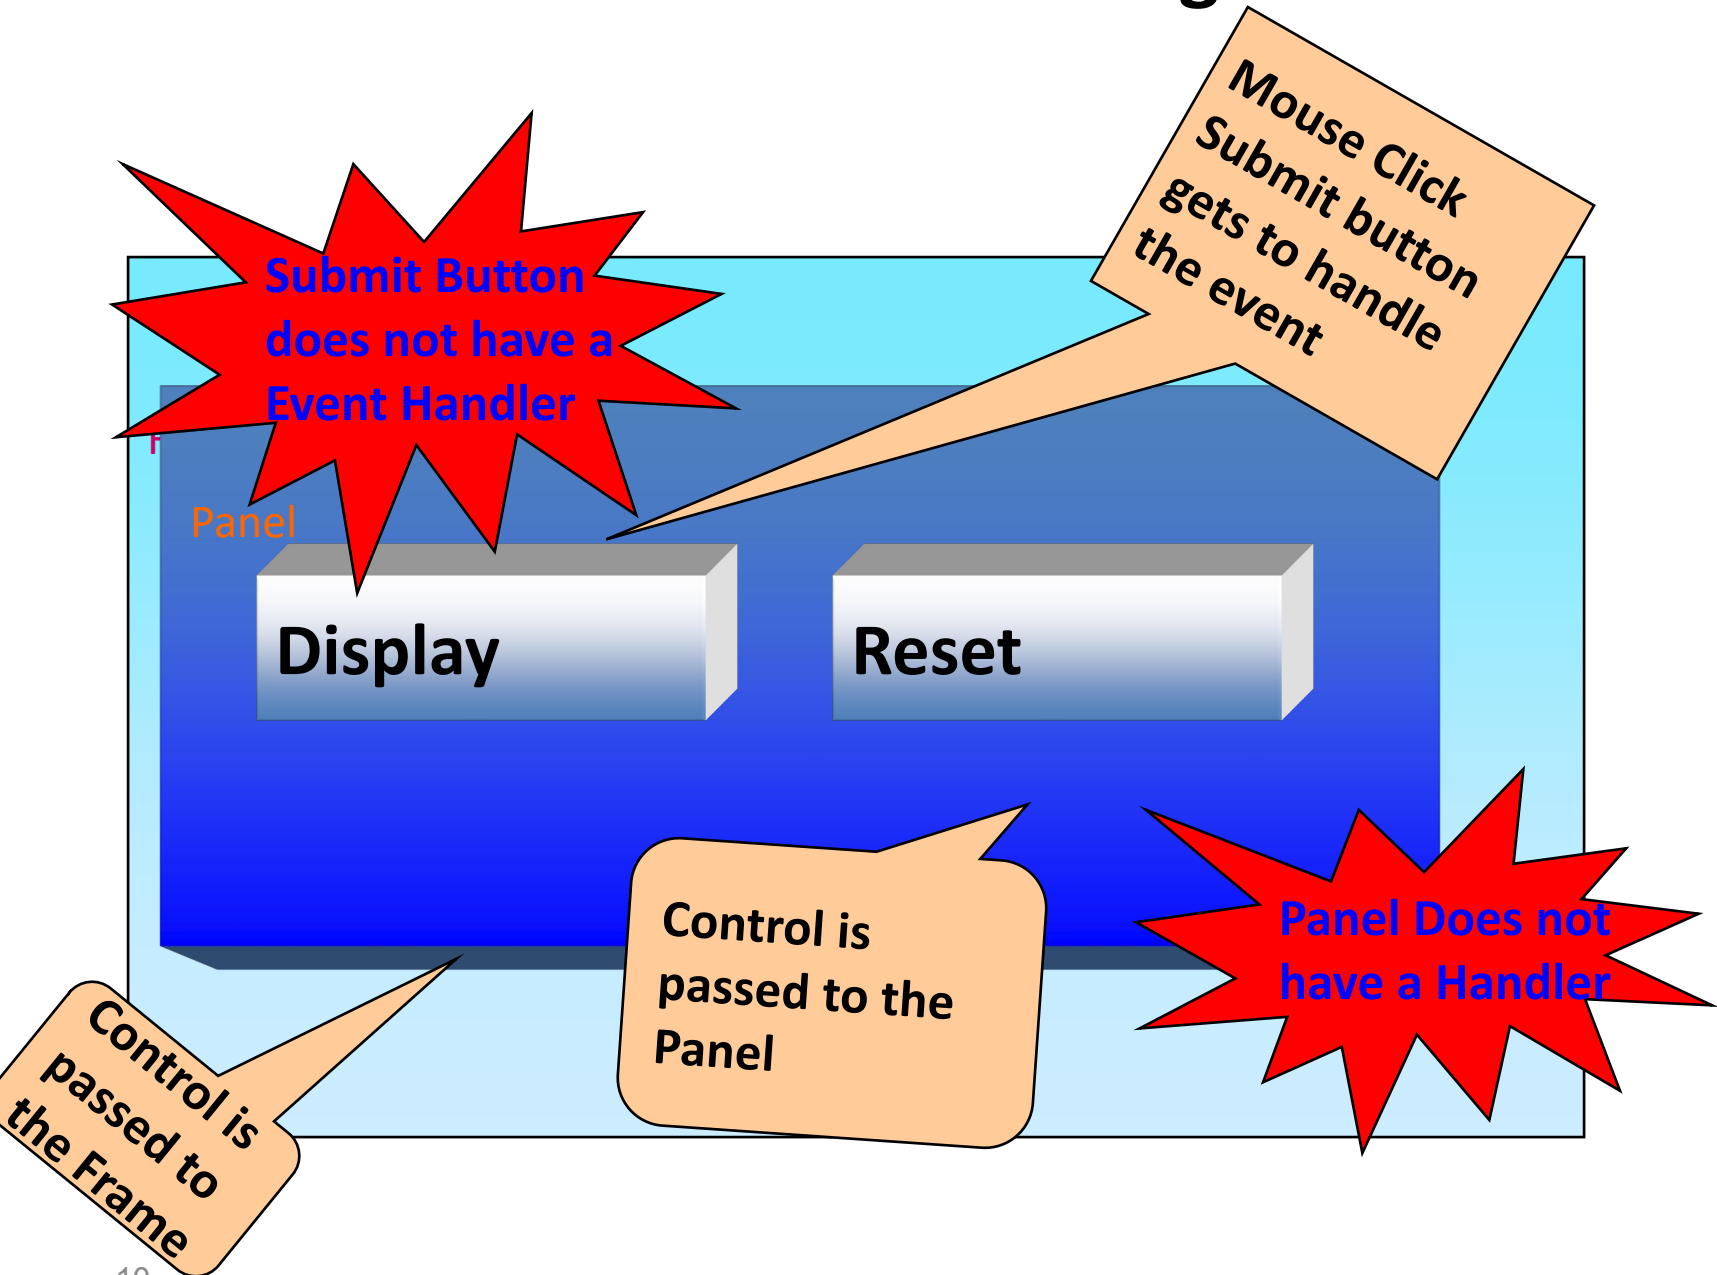 Mouse Click
Submit button
gets to handle
the event
Submit Button
does not have a
Event Handler
Panel
Display
Reset
Control is
passed to the
Panel
Panel Does not
have a Handler
Control is
passed to
the Frame